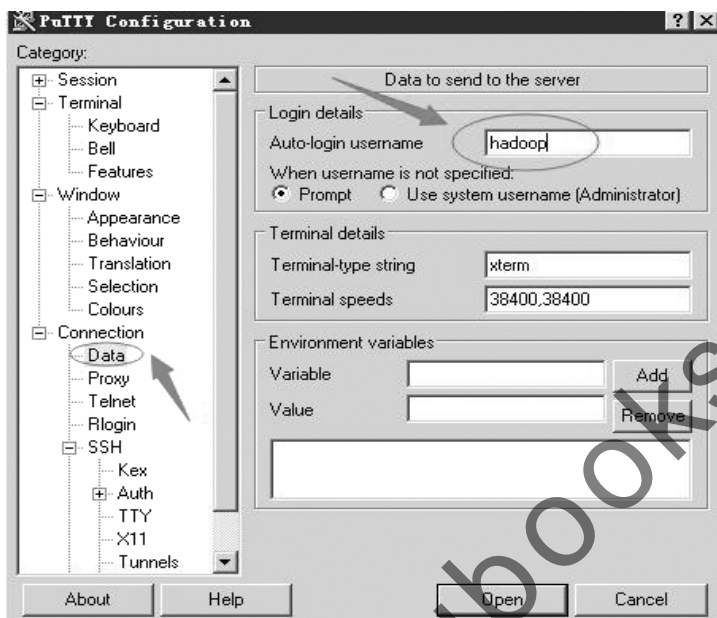 PuTTY Configuration
Category:
Session
Terminal
Keyboard
Bell
Features
Window
Appearance
Behaviour
Translation
Selection
Colours
Connection
Data
Proxy
Telnet
Rlogin
SSH
Kex
Auth
TTY
X11
Tunnels
Data to send to the server
Login details
Auto-login username hadoop
When username is not specified:
Prompt Use system username (Administrator)
Terminal details
Terminal-type string xterm
Terminal speeds 38400,38400
Environment variables
Variable Add
Value Remove
About Help Open Cancel